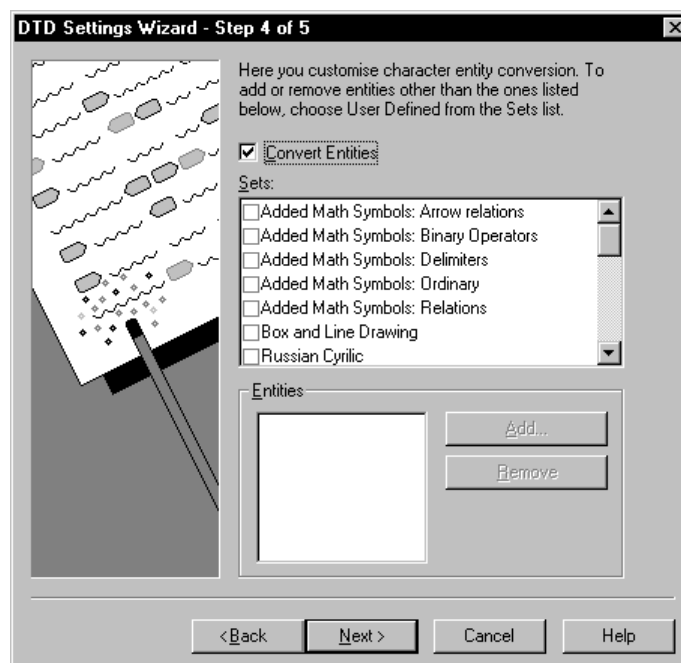 DTD Settings Wizard - Step 4 of 5
Here you customise character entity conversion. To
add or remove entities other than the ones listed
below, choose User Defined from the Sets list.
Convert Entities
Sets:
Added Math Symbols: Arrow relations
Added Math Symbols: Binary Operators
Added Math Symbols: Delimiters
Added Math Symbols: Ordinary
Added Math Symbols: Relations
Box and Line Drawing
Russian Cyrilic
Entities
Add...
Remove
< Back
Next >
Cancel
Help